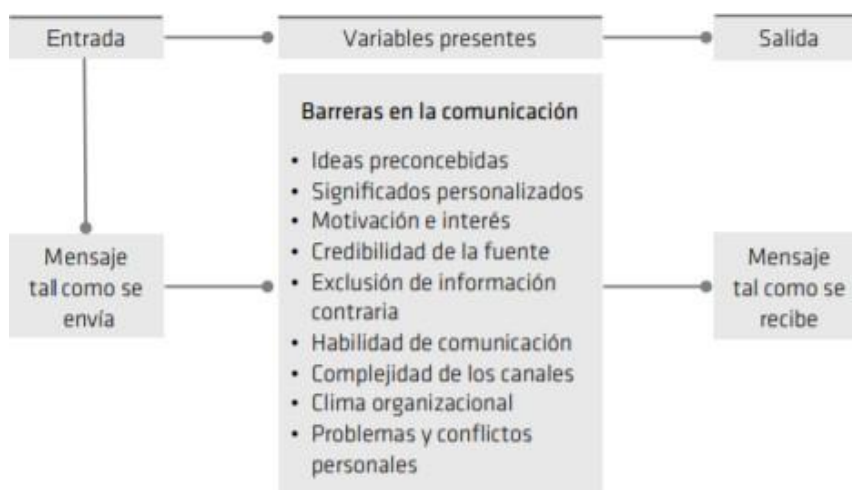 Entrada
Variables presentes
Salida
Mensaje
tal como se
envía
Barreras en la comunicación
• Ideas preconcebidas
• Significados personalizados
• Motivación e interés
• Credibilidad de la fuente
• Exclusión de información
contraria
• Habilidad de comunicación
• Complejidad de los canales
• Clima organizacional
• Problemas y conflictos
personales
Mensaje
tal como se
recibe